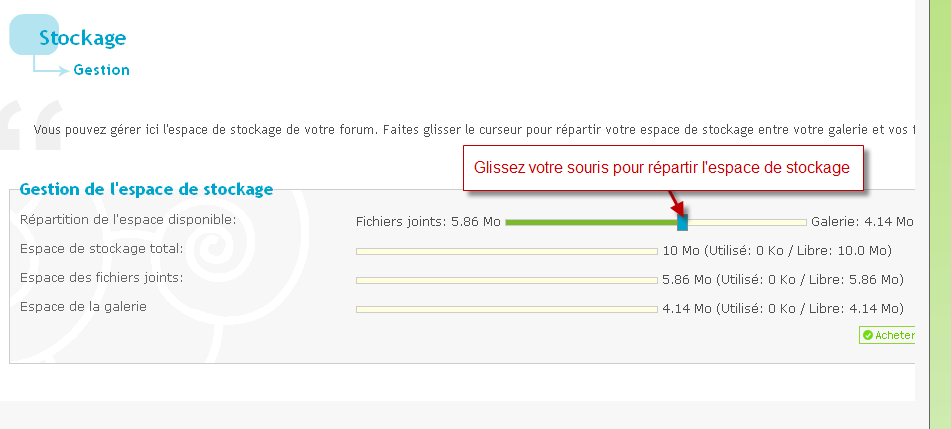 Stockage
Gestion
Vous pouvez gérer ici l'espace de stockage de votre forum. Faites glisser le curseur pour répartir votre espace de stockage entre votre galerie et vos f
Glissez votre souris pour répartir l'espace de stockage
Gestion de l'espace de stockage
Répartition de l'espace disponible: Fichiers joints: 5.86 Mo Galerie: 4.14 Mo
Espace de stockage total: 10 Mo (Utilisé: 0 Ko / Libre: 10.0 Mo)
Espace des fichiers joints: 5.86 Mo (Utilisé: 0 Ko / Libre: 5.86 Mo)
Espace de la galerie 4.14 Mo (Utilisé: 0 Ko / Libre: 4.14 Mo)
Acheter